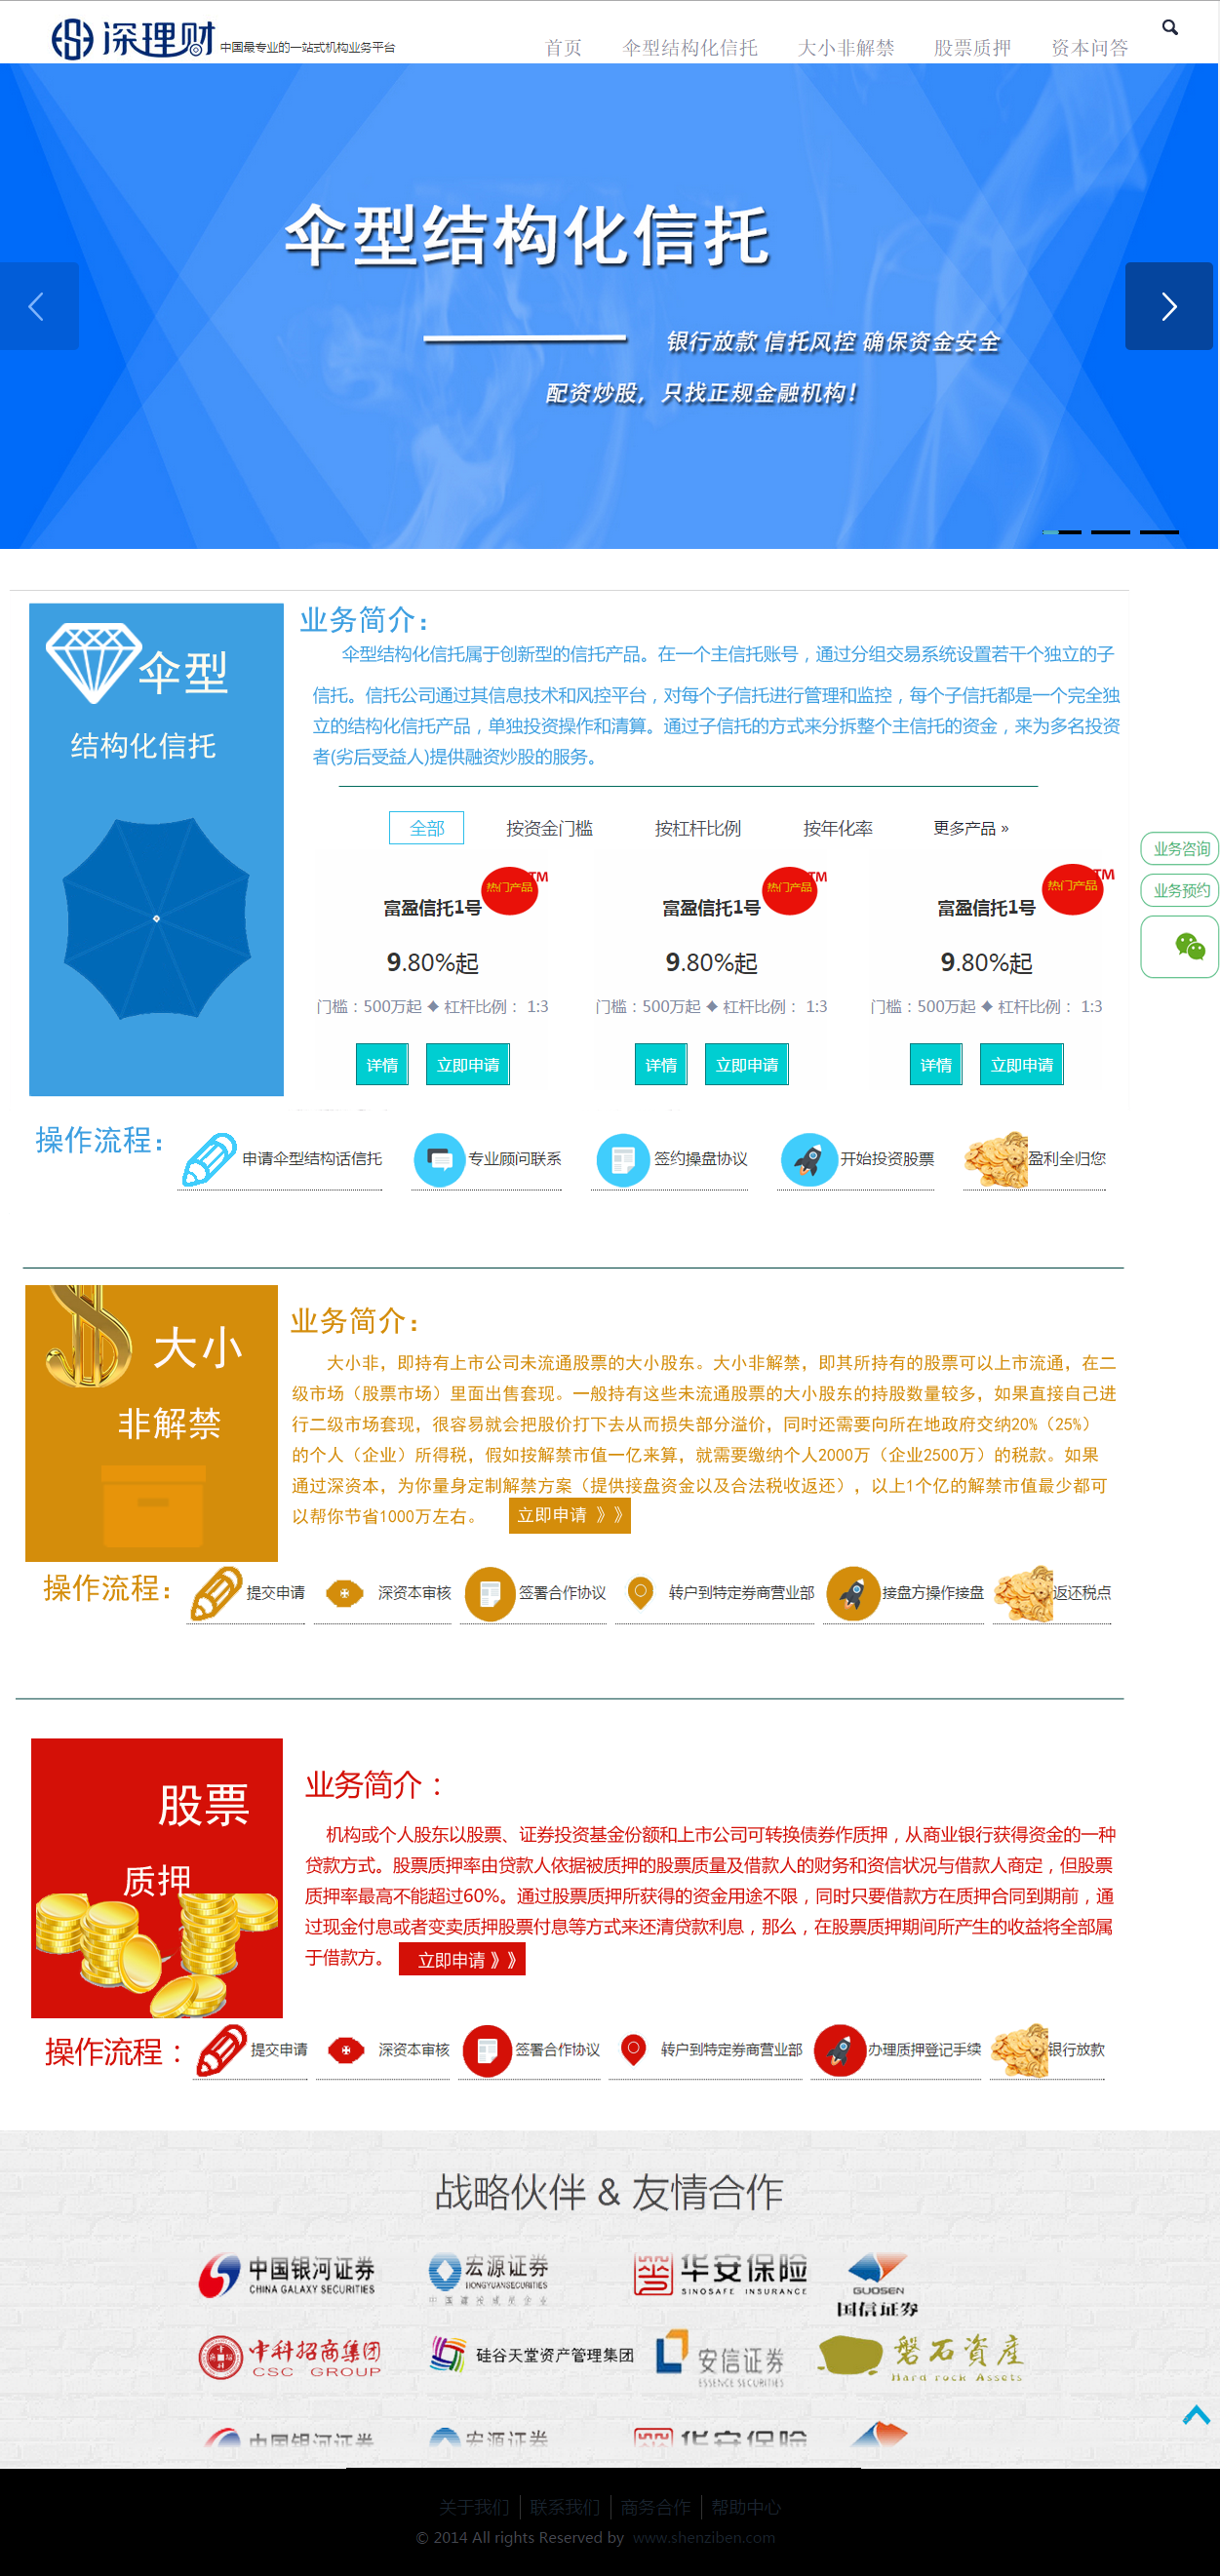 深理财 中国最专业的一站式机构业务平台
首页 伞型结构化信托 大小非解禁 股票质押 资本问答
伞型结构化信托
银行放款 信托风控 确保资金安全
配资炒股，只找正规金融机构！
伞型
结构化信托
业务简介：
伞型结构化信托属于创新型的信托产品。在一个主信托账号，通过分组交易系统设置若干个独立的子
信托。信托公司通过其信息技术和风控平台，对每个子信托进行管理和监控，每个子信托都是一个完全独
立的结构化信托产品，单独投资操作和清算。通过子信托的方式来分拆整个主信托的资金，来为多名投资
者(劣后受益人)提供融资炒股的服务。
全部 按资金门槛 按杠杆比例 按年化率 更多产品 »
热门产品 TM 热门产品 TM 热门产品 TM
富盈信托1号 富盈信托1号 富盈信托1号
9.80%起 9.80%起 9.80%起
门槛：500万起 ◆ 杠杆比例： 1:3 门槛：500万起 ◆ 杠杆比例： 1:3 门槛：500万起 ◆ 杠杆比例： 1:3
详情 立即申请 详情 立即申请 详情 立即申请
业务咨询
业务预约
操作流程：
申请伞型结构话信托 专业顾问联系 签约操盘协议 开始投资股票 盈利全归您
大小
非解禁
业务简介：
大小非，即持有上市公司未流通股票的大小股东。大小非解禁，即其所持有的股票可以上市流通，在二
级市场（股票市场）里面出售套现。一般持有这些未流通股票的大小股东的持股数量较多，如果直接自己进
行二级市场套现，很容易就会把股价打下去从而损失部分溢价，同时还需要向所在地政府交纳20%（25%）
的个人（企业）所得税，假如按解禁市值一亿来算，就需要缴纳个人2000万（企业2500万）的税款。如果
通过深资本，为你量身定制解禁方案（提供接盘资金以及合法税收返还），以上1个亿的解禁市值最少都可
以帮你节省1000万左右。 立即申请 》》
操作流程：
提交申请 深资本审核 签署合作协议 转户到特定券商营业部 接盘方操作接盘 返还税点
股票
质押
业务简介：
机构或个人股东以股票、证券投资基金份额和上市公司可转换债券作质押，从商业银行获得资金的一种
贷款方式。股票质押率由贷款人依据被质押的股票质量及借款人的财务和资信状况与借款人商定，但股票
质押率最高不能超过60%。通过股票质押所获得的资金用途不限，同时只要借款方在质押合同到期前，通
过现金付息或者变卖质押股票付息等方式来还清贷款利息，那么，在股票质押期间所产生的收益将全部属
于借款方。 立即申请 》》
操作流程：
提交申请 深资本审核 签署合作协议 转户到特定券商营业部 办理质押登记手续 银行放款
战略伙伴 & 友情合作
中国银河证券 宏源证券 华安保险
CHINA GALAXY SECURITIES HONGYUANSECURITIES SINOSAFE INSURANCE GUOSEN
中国建投成员企业 国信证券
中科招商集团 硅谷天堂资产管理集团 安信证券 磐石資産
CSC GROUP ESSENCE SECURITIES Hard rock Assets
中国银河证券 宏源证券 华安保险
关于我们 联系我们 商务合作 帮助中心
© 2014 All rights Reserved by www.shenziben.com